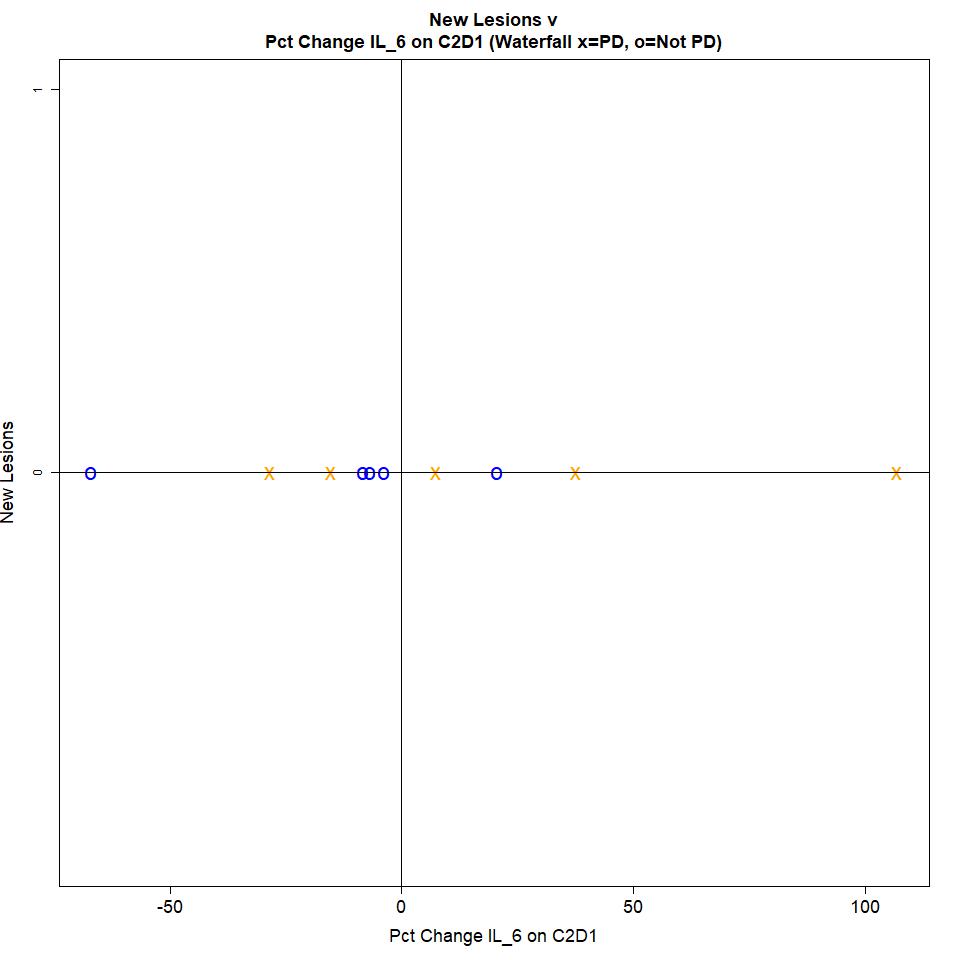 New Lesions v
Pct Change IL_6 on C2D1 (Waterfall x=PD, o=Not PD)
1
0
New Lesions
o x x o o o x o x x
-50 0 50 100
Pct Change IL_6 on C2D1